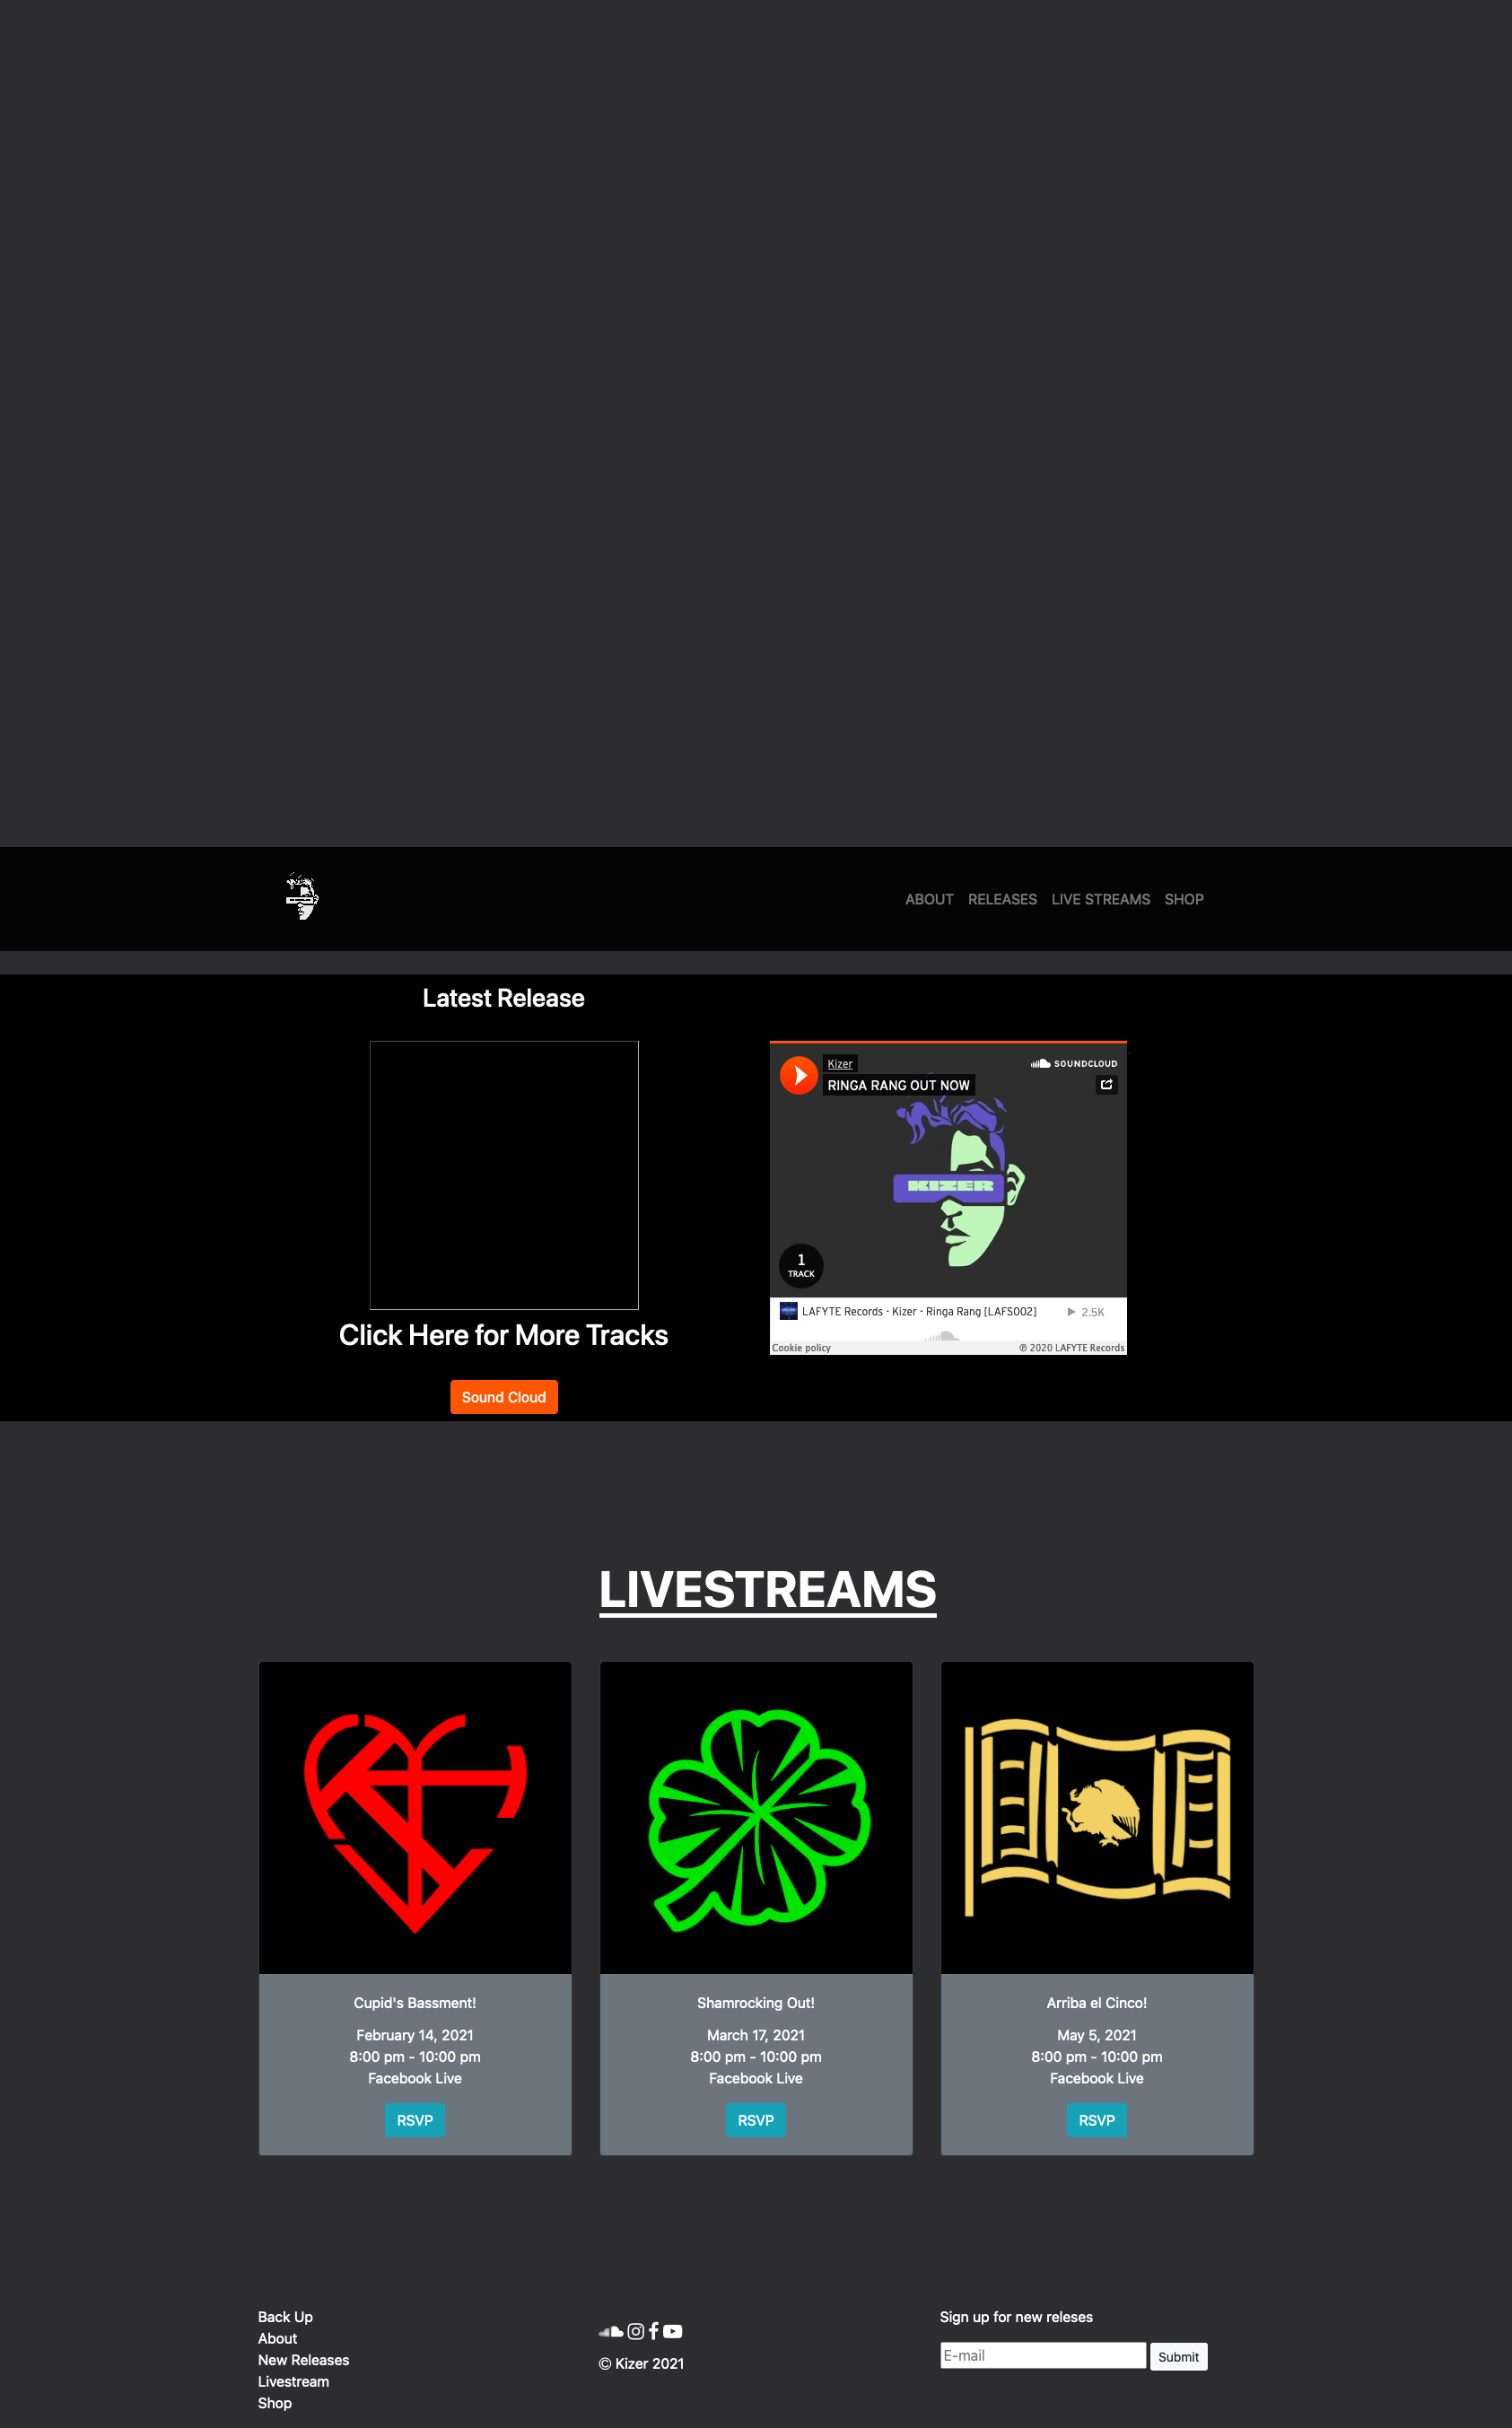 ABOUT RELEASES LIVE STREAMS SHOP
Latest Release
Kizer
RINGA RANG OUT NOW
SOUNDCLOUD
KIZER
1
TRACK
LAFYTE Records - Kizer - Ringa Rang [LAFS002] 2.5K
Cookie policy ℗ 2020 LAFYTE Records
Click Here for More Tracks
Sound Cloud
LIVESTREAMS
Cupid's Bassment!
February 14, 2021
8:00 pm - 10:00 pm
Facebook Live
RSVP
Shamrocking Out!
March 17, 2021
8:00 pm - 10:00 pm
Facebook Live
RSVP
Arriba el Cinco!
May 5, 2021
8:00 pm - 10:00 pm
Facebook Live
RSVP
Back Up
About
New Releases
Livestream
Shop
© Kizer 2021
Sign up for new releses
E-mail Submit